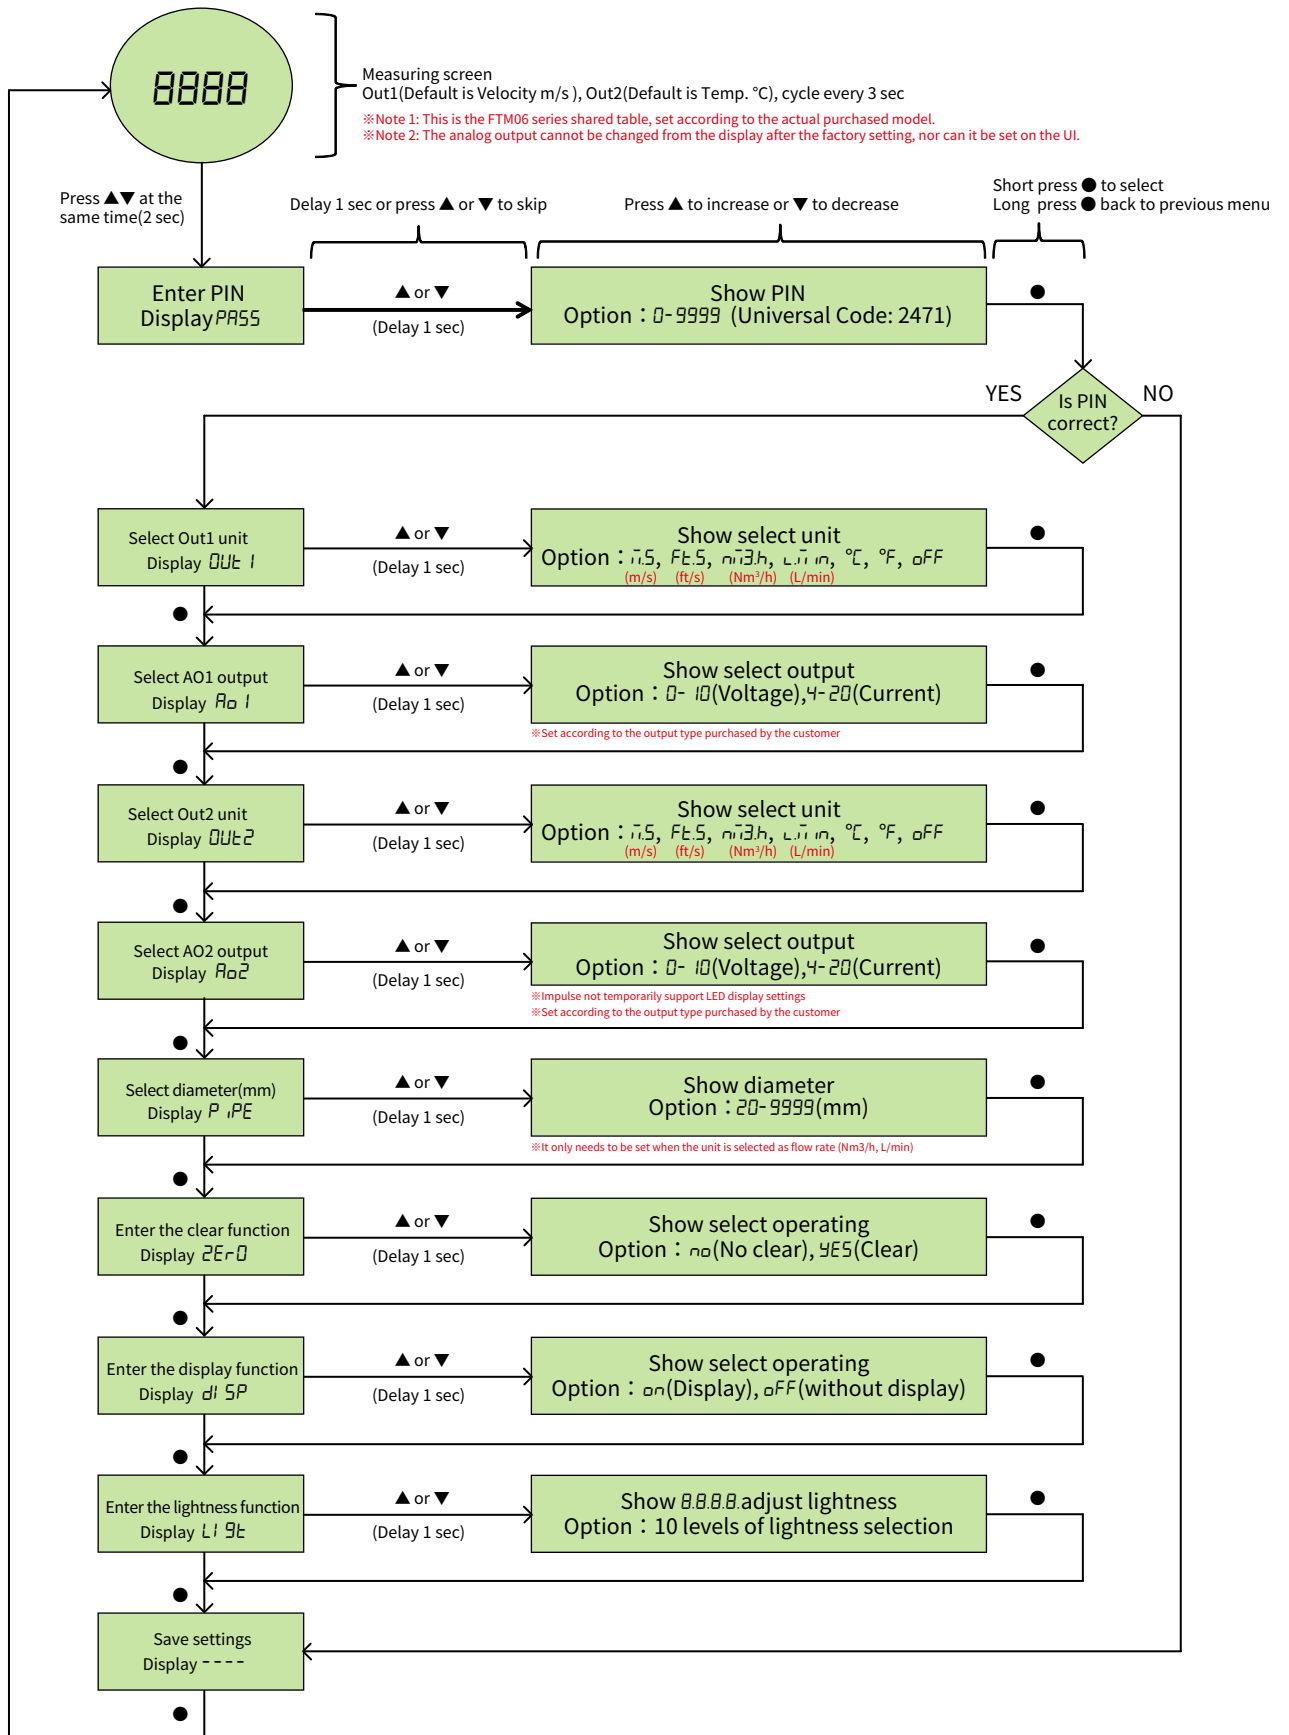 8888
Measuring screen
Out1(Default is Velocity m/s ), Out2(Default is Temp. °C), cycle every 3 sec
※Note 1: This is the FTM06 series shared table, set according to the actual purchased model.
※Note 2: The analog output cannot be changed from the display after the factory setting, nor can it be set on the UI.
Press ▲▼ at the
same time(2 sec)
Delay 1 sec or press ▲ or ▼ to skip
Press ▲ to increase or ▼ to decrease
Short press ● to select
Long press ● back to previous menu
Enter PIN
Display PASS
▲ or ▼
(Delay 1 sec)
Show PIN
Option：0-9999 (Universal Code: 2471)
●
YES
Is PIN
correct?
NO
Select Out1 unit
Display OUt 1
▲ or ▼
(Delay 1 sec)
Show select unit
Option：m.S, Ft.S, nm3.h, L.min, °C, °F, oFF
(m/s) (ft/s) (Nm³/h) (L/min)
●
●
Select AO1 output
Display Ao 1
▲ or ▼
(Delay 1 sec)
Show select output
Option：0- 10(Voltage),4-20(Current)
●
※Set according to the output type purchased by the customer
●
Select Out2 unit
Display OUt2
▲ or ▼
(Delay 1 sec)
Show select unit
Option：m.S, Ft.S, nm3.h, L.min, °C, °F, oFF
(m/s) (ft/s) (Nm³/h) (L/min)
●
●
Select AO2 output
Display Ao2
▲ or ▼
(Delay 1 sec)
Show select output
Option：0- 10(Voltage),4-20(Current)
●
※Impulse not temporarily support LED display settings
※Set according to the output type purchased by the customer
●
Select diameter(mm)
Display PiPE
▲ or ▼
(Delay 1 sec)
Show diameter
Option：20-9999(mm)
●
※It only needs to be set when the unit is selected as flow rate (Nm3/h, L/min)
●
Enter the clear function
Display ZErO
▲ or ▼
(Delay 1 sec)
Show select operating
Option：no(No clear), YES(Clear)
●
●
Enter the display function
Display dISP
▲ or ▼
(Delay 1 sec)
Show select operating
Option：on(Display), oFF(without display)
●
●
Enter the lightness function
Display LIgt
▲ or ▼
(Delay 1 sec)
Show 8.8.8.8.adjust lightness
Option：10 levels of lightness selection
●
●
Save settings
Display ----
●